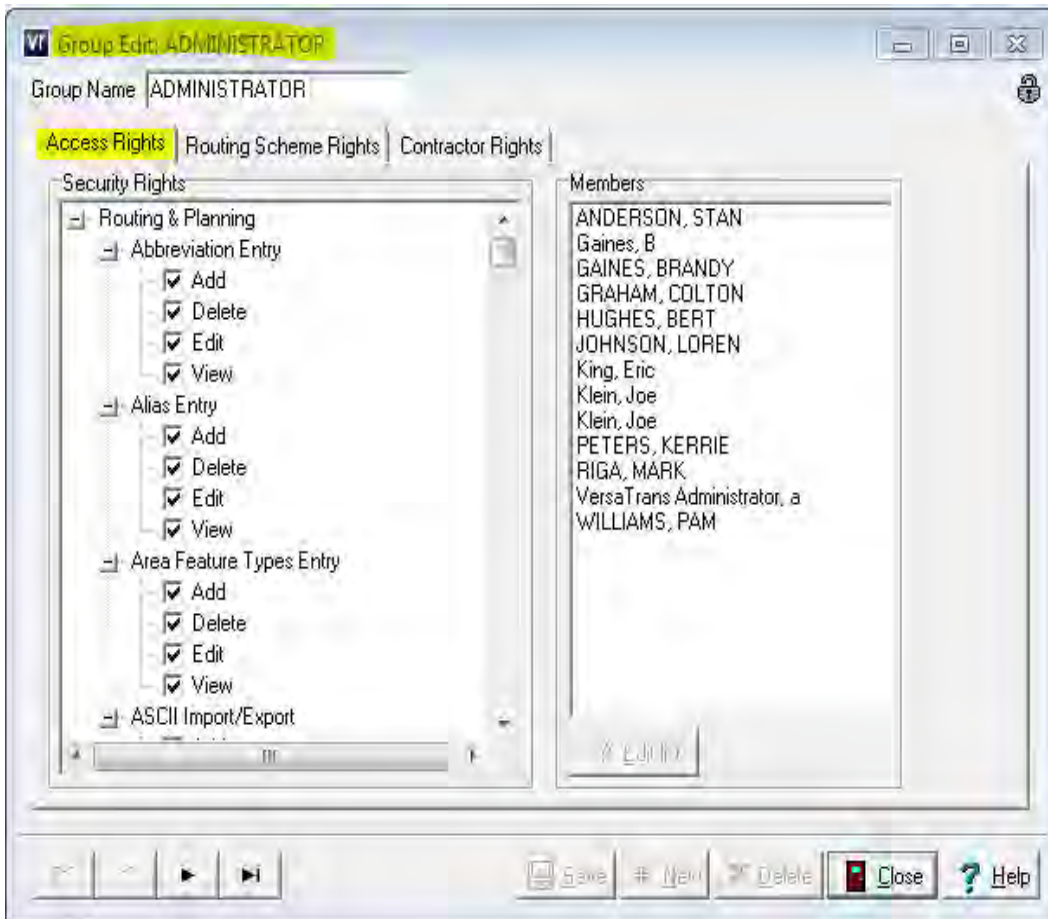 Vr Group Edit: ADMINISTRATOR
Group Name ADMINISTRATOR
Access Rights Routing Scheme Rights Contractor Rights
Security Rights
Routing & Planning
Abbreviation Entry
Add
Delete
Edit
View
Alias Entry
Add
Delete
Edit
View
Area Feature Types Entry
Add
Delete
Edit
View
ASCII Import/Export
Members
ANDERSON, STAN
Gaines, B
GAINES, BRANDY
GRAHAM, COLTON
HUGHES, BERT
JOHNSON, LOREN
King, Eric
Klein, Joe
Klein, Joe
PETERS, KERRIE
RIGA, MARK
VersaTrans Administrator, a
WILLIAMS, PAM
Save New Delete Close ? Help